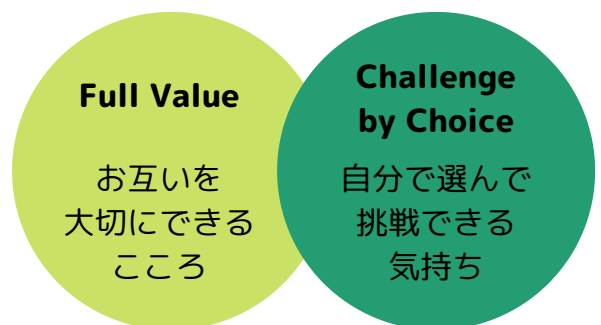 Full Value
お互いを
大切にできる
こころ
Challenge
by Choice
自分で選んで
挑戦できる
気持ち